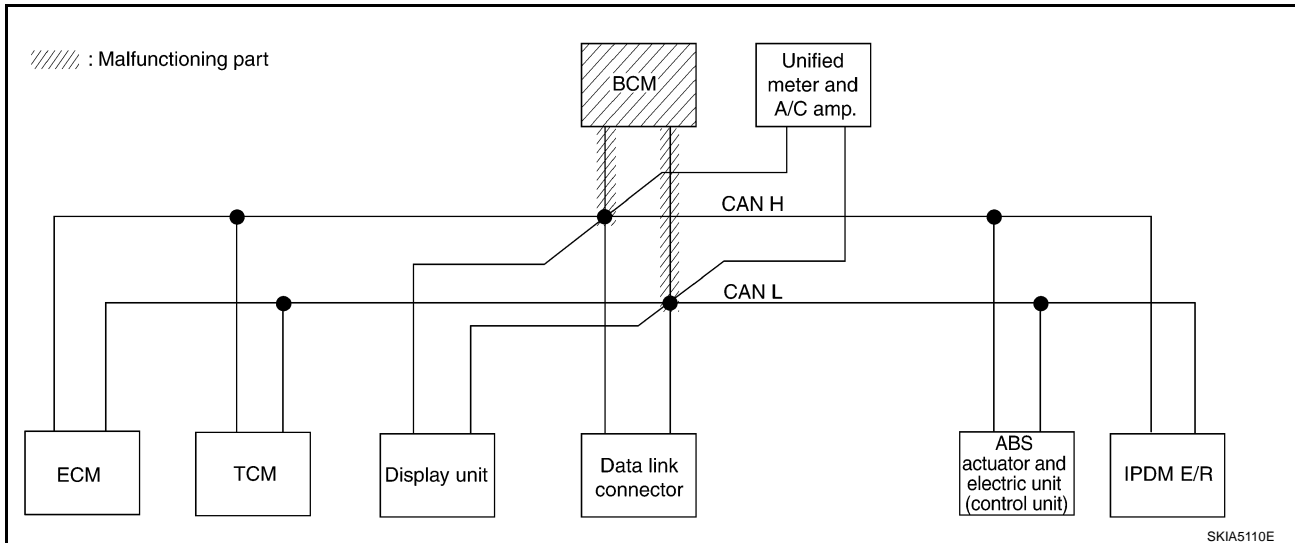 : Malfunctioning part
BCM
Unified
meter and
A/C amp.
CAN H
CAN L
ECM
TCM
Display unit
Data link
connector
ABS
actuator and
electric unit
(control unit)
IPDM E/R
SKIA5110E